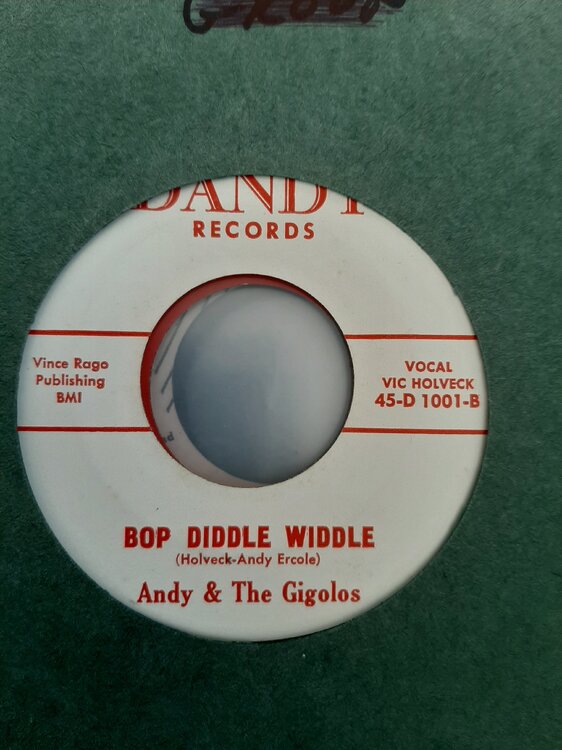 GROUP
DANDY
RECORDS
Vince Rago
Publishing
BMI
VOCAL
VIC HOLVECK
45-D 1001-B
BOP DIDDLE WIDDLE
(Holveck-Andy Ercole)
Andy & The Gigolos